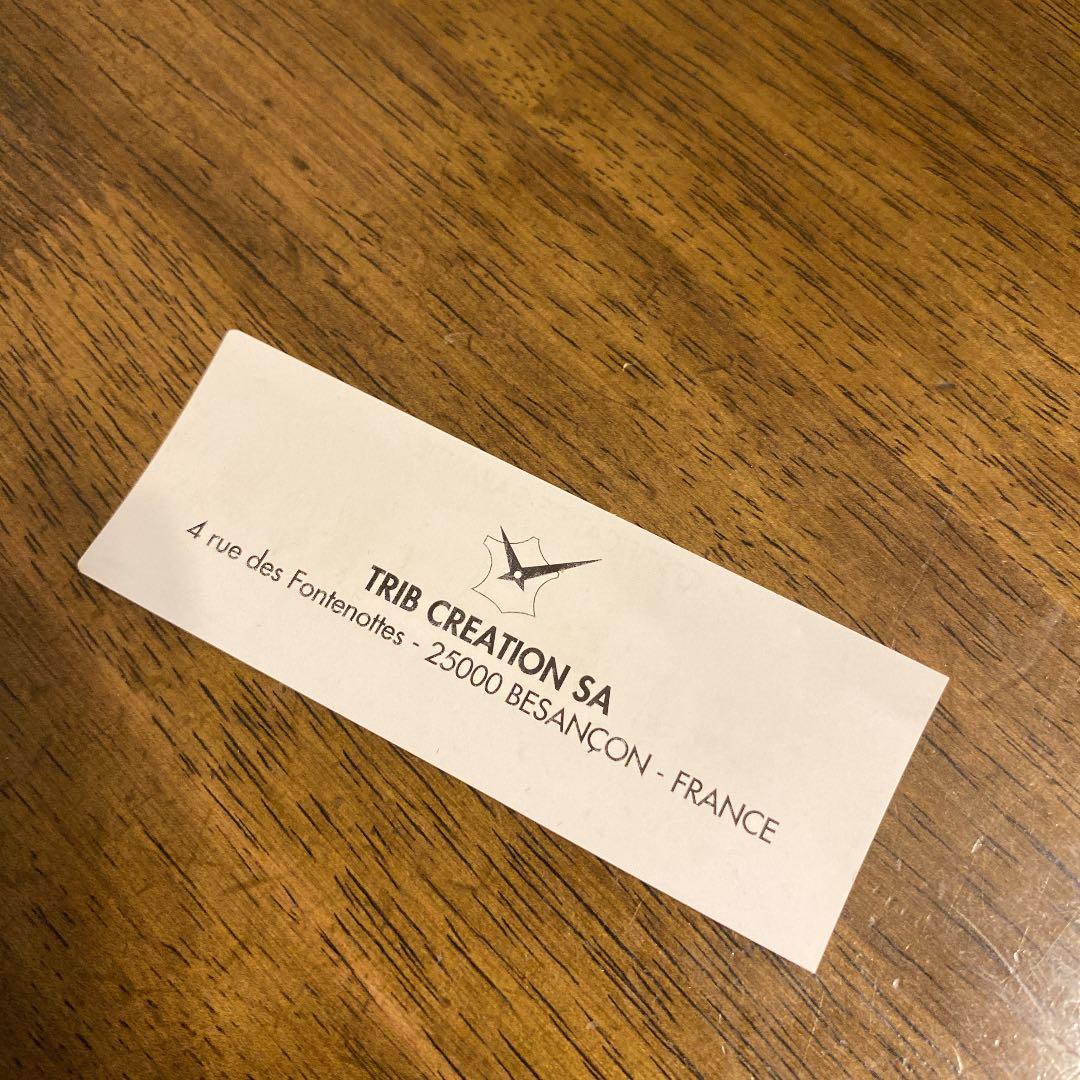 TRIB CREATION SA
4 rue des Fontenottes - 25000 BESANÇON - FRANCE